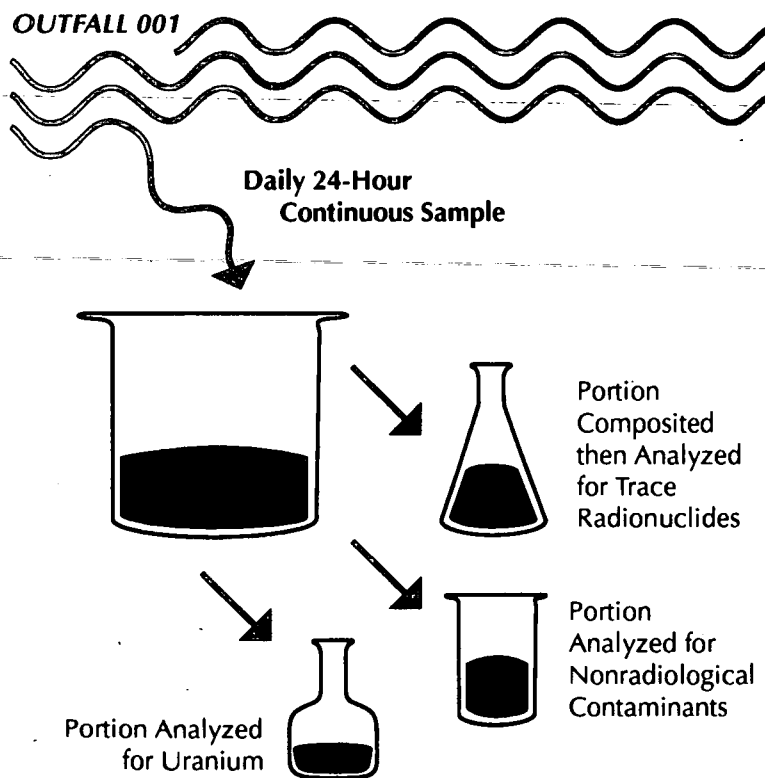 OUTFALL 001
Daily 24-Hour
Continuous Sample
Portion
Composited
then Analyzed
for Trace
Radionuclides
Portion
Analyzed for
Nonradiological
Contaminants
Portion Analyzed
for Uranium